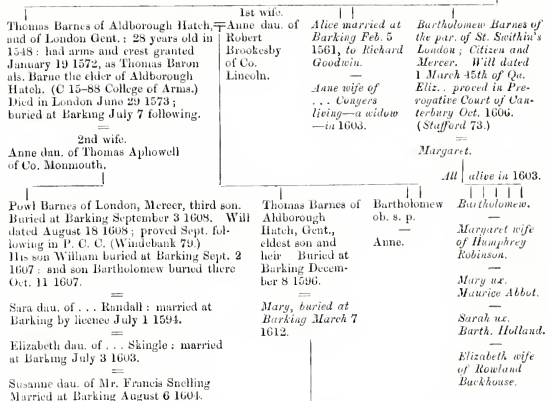 1st wife.
Thomas Barnes of Aldborough Hatch,
and of London Gent. ; 28 years old in
1548 : had arms and crest granted
January 19 1572, as Thomas Baron
als. Barne the elder of Aldborough
Hatch. (C 15–88 College of Arms.)
Died in London June 29 1573 ;
buried at Barking July 7 following.
=
2nd wife.
Anne dau. of Thomas Aphowell
of Co. Monmouth.
Anne dau. of
Robert
Brookesby
of Co.
Lincoln.
Alice married at
Barking Feb. 5
1561, to Richard
Goodwin.
—
Anne wife of
... Conyers
living—a widow
—in 1603.
Bartholomew Barnes of
the par. of St. Swithin's
London ; Citizen and
Mercer. Will dated
1 March 45th of Qa.
Eliz.. proved in Pre-
rogative Court of Can-
terbury Oct. 1606.
(Stafford 73.)
=
Margaret.
All alive in 1603.
Powl Barnes of London, Mercer, third son.
Buried at Barking September 3 1608. Will
dated August 18 1608 ; proved Sept. fol-
lowing in P. C. C. (Windebank 79.)
His son William buried at Barking Sept. 2
1607 : and son Bartholomew buried there
Oct. 11 1607.
=
Sara dau. of ... Randall : married at
Barking by licence July 1 1594.
=
Elizabeth dau. of ... Skingle : married
at Barking July 3 1603.
=
Susanne dau. of Mr. Francis Snelling
Married at Barking August 6 1604.
Thomas Barnes of
Aldborough
Hatch, Gent.,
eldest son and
heir Buried at
Barking Decem-
ber 8 1596.
=
Mary, buried at
Barking March 7
1612.
Bartholomew
ob. s. p.
—
Anne.
Bartholomew.
—
Margaret wife
of Humphrey
Robinson.
—
Mary ux.
Maurice Abbot.
—
Sarah ux.
Barth. Holland.
—
Elizabeth wife
of Rowland
Backhouse.